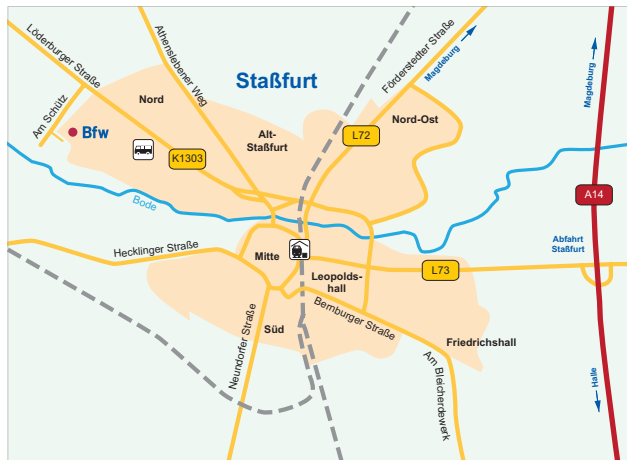 Löderburger Straße
Athenslebener Weg
Staßfurt
Förderstedter Straße
Magdeburg
Magdeburg
Am Schütz
Nord
Bfw
Alt-
Staßfurt
Nord-Ost
L72
K1303
A14
Bode
Hecklinger Straße
Mitte
Abfahrt
Staßfurt
Leopolds-
hall
L73
Süd
Bernburger Straße
Neundorfer Straße
Friedrichshall
Am Bleicherdewerk
Halle